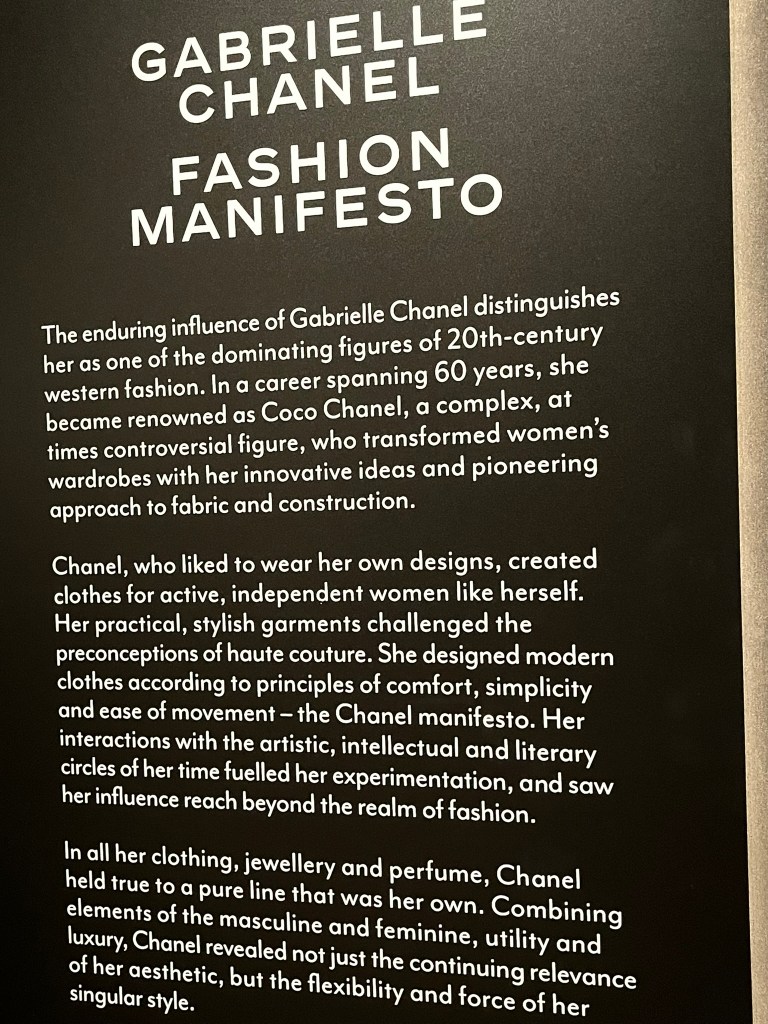 GABRIELLE
CHANEL
FASHION
MANIFESTO
The enduring influence of Gabrielle Chanel distinguishes
her as one of the dominating figures of 20th-century
western fashion. In a career spanning 60 years, she
became renowned as Coco Chanel, a complex, at
times controversial figure, who transformed women’s
wardrobes with her innovative ideas and pioneering
approach to fabric and construction.
Chanel, who liked to wear her own designs, created
clothes for active, independent women like herself.
Her practical, stylish garments challenged the
preconceptions of haute couture. She designed modern
clothes according to principles of comfort, simplicity
and ease of movement – the Chanel manifesto. Her
interactions with the artistic, intellectual and literary
circles of her time fuelled her experimentation, and saw
her influence reach beyond the realm of fashion.
In all her clothing, jewellery and perfume, Chanel
held true to a pure line that was her own. Combining
elements of the masculine and feminine, utility and
luxury, Chanel revealed not just the continuing relevance
of her aesthetic, but the flexibility and force of her
singular style.